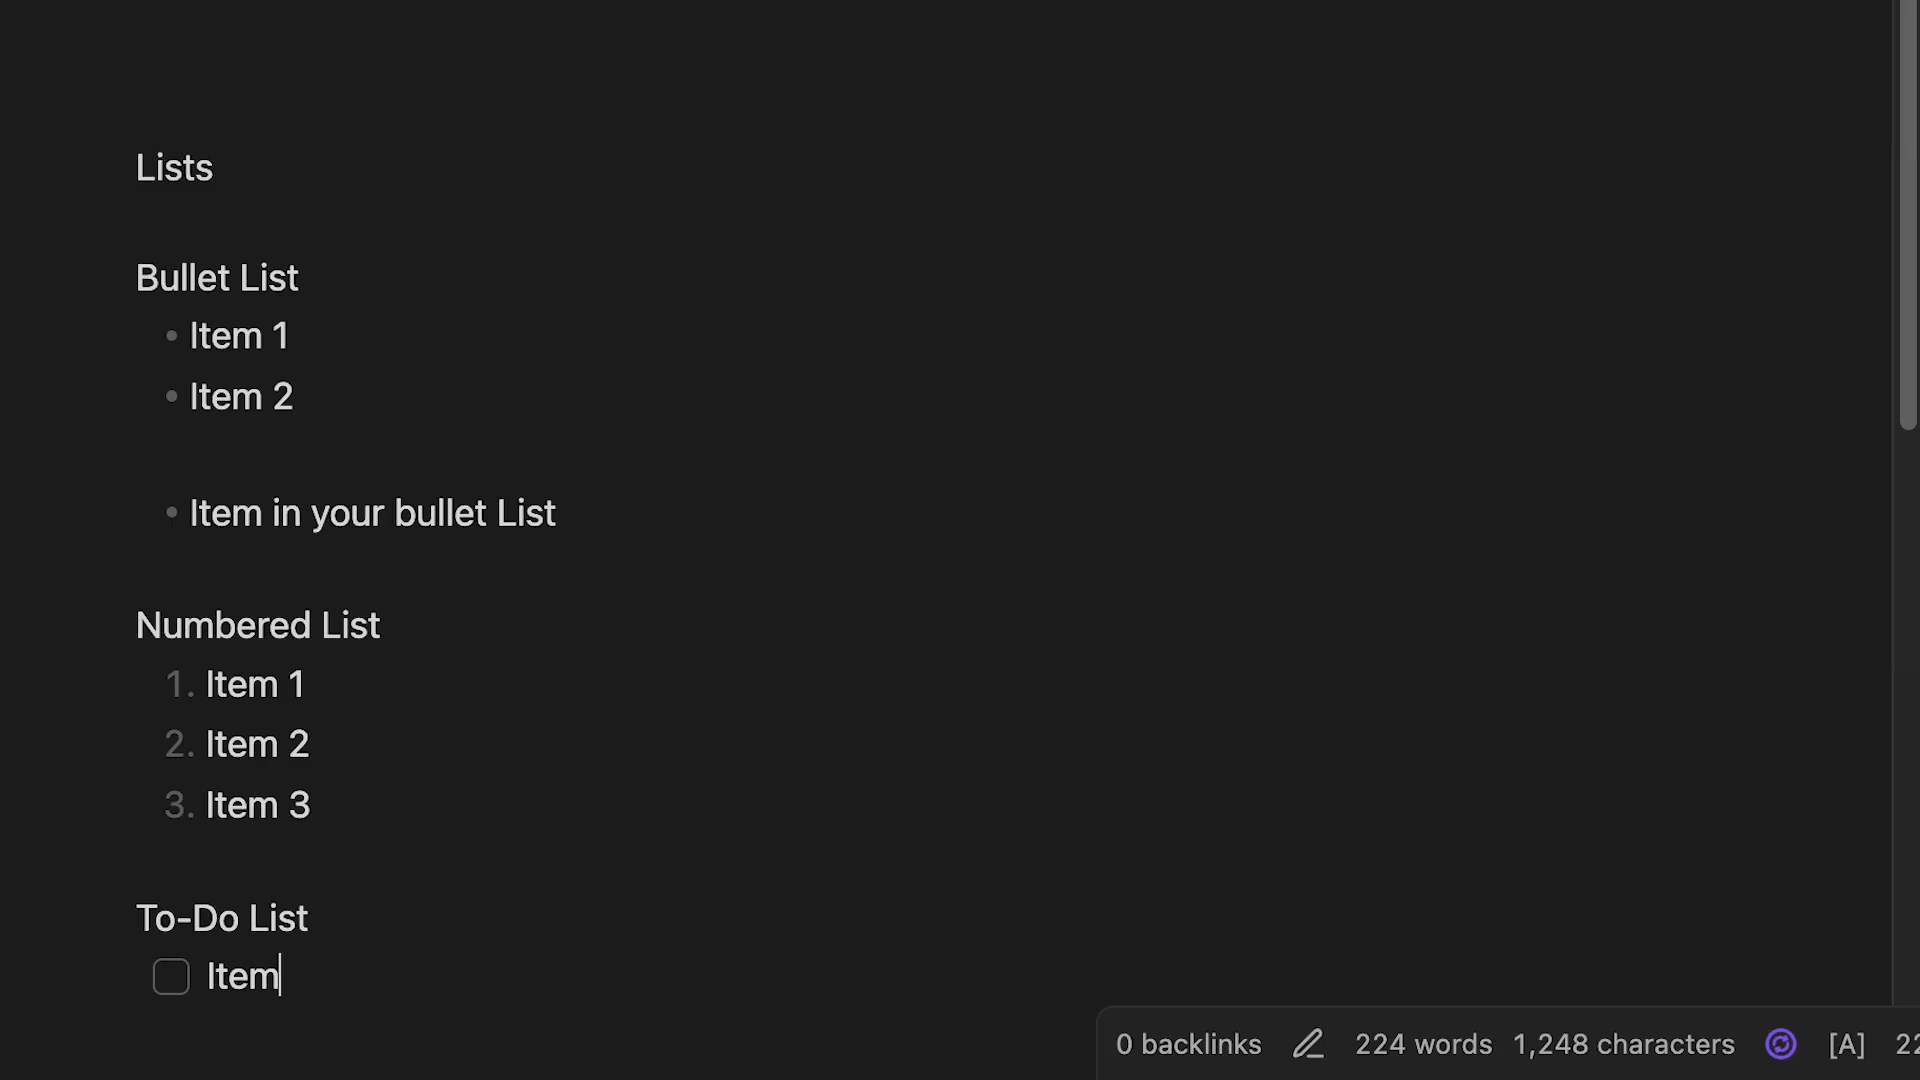 Lists
Bullet List
• Item 1
• Item 2
• Item in your bullet List
Numbered List
1. Item 1
2. Item 2
3. Item 3
To-Do List
Item
0 backlinks 224 words 1,248 characters [A] 22